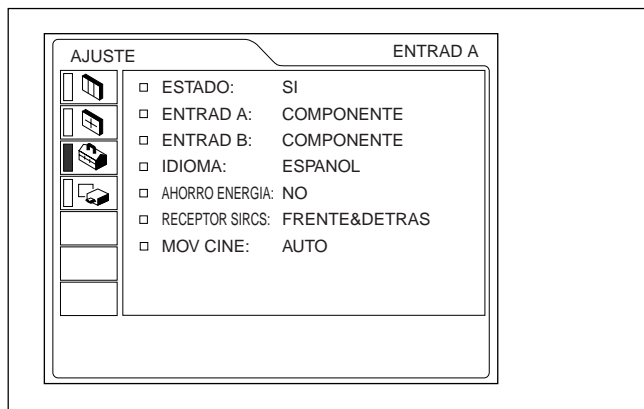 AJUSTE ENTRAD A
ESTADO: SI
ENTRAD A: COMPONENTE
ENTRAD B: COMPONENTE
IDIOMA: ESPANOL
AHORRO ENERGIA: NO
RECEPTOR SIRCS: FRENTE&DETRAS
MOV CINE: AUTO